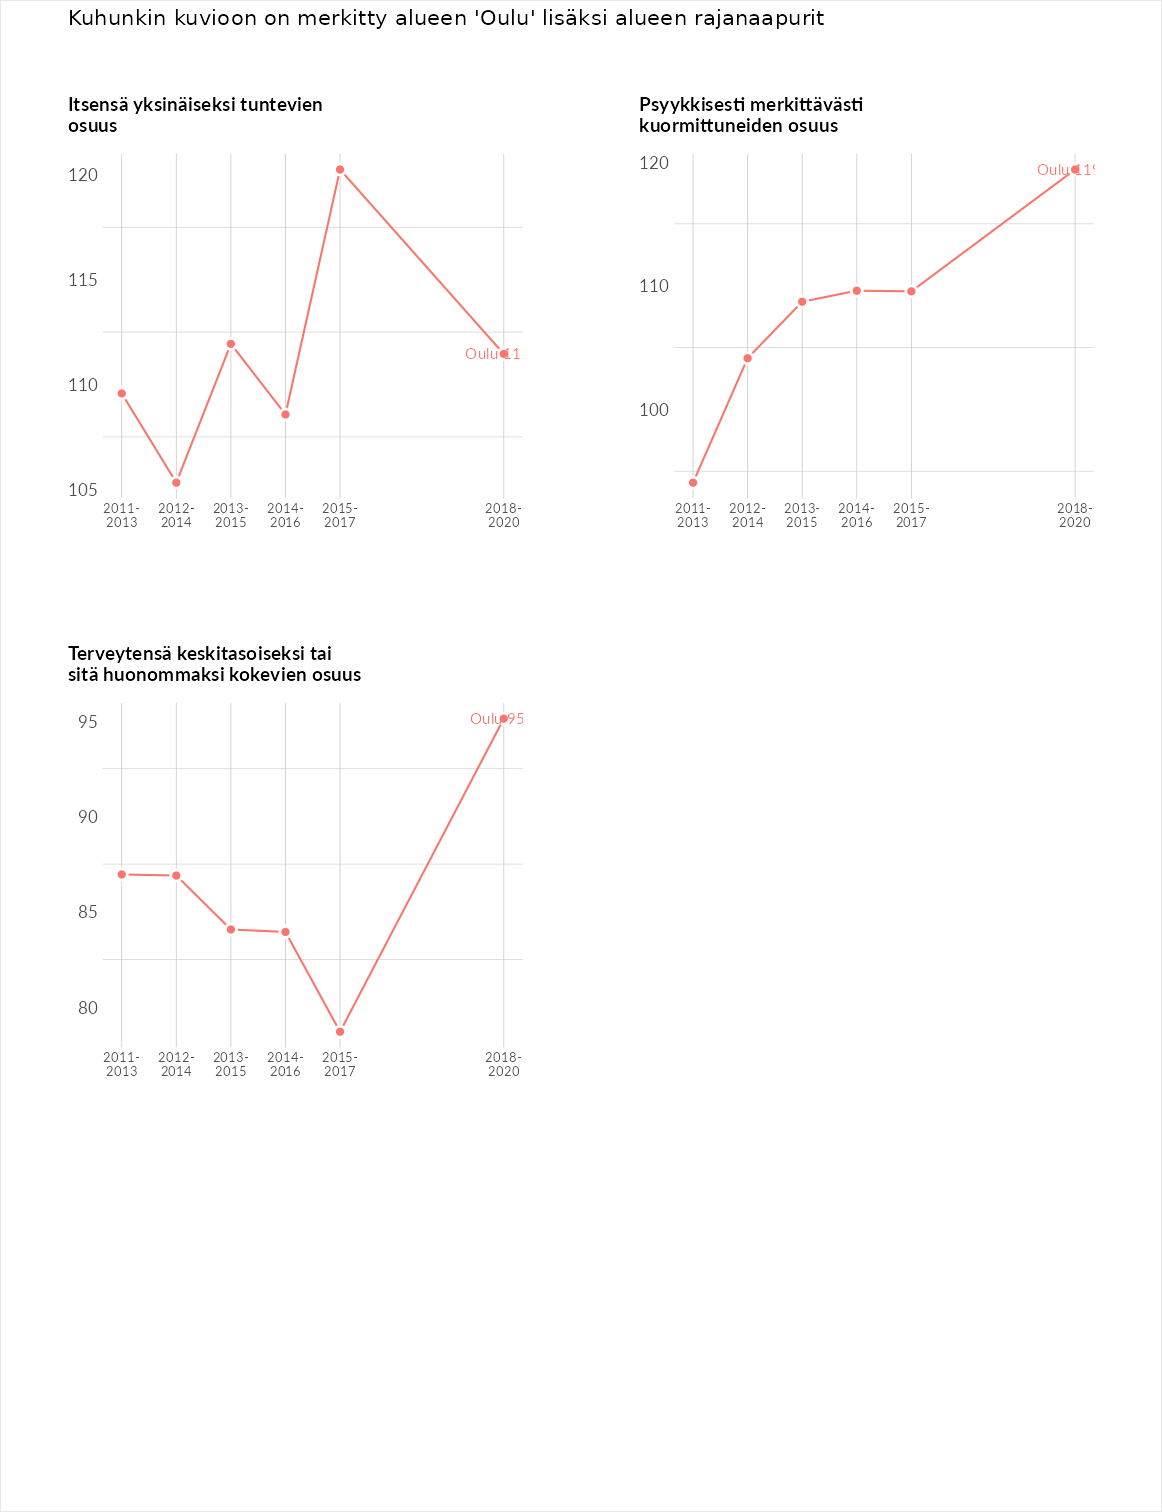 Kuhunkin kuvioon on merkitty alueen 'Oulu' lisäksi alueen rajanaapurit
Itsensä yksinäiseksi tuntevien
osuus
120
115
110
105
Oulu 11
2011- 2012- 2013- 2014- 2015- 2018-
2013 2014 2015 2016 2017 2020
Psyykkisesti merkittävästi
kuormittuneiden osuus
120
110
100
Oulu
2011- 2012- 2013- 2014- 2015- 2018-
2013 2014 2015 2016 2017 2020
Terveytensä keskitasoiseksi tai
sitä huonommaksi kokevien osuus
95
90
85
80
Oulu 95
2011- 2012- 2013- 2014- 2015- 2018-
2013 2014 2015 2016 2017 2020